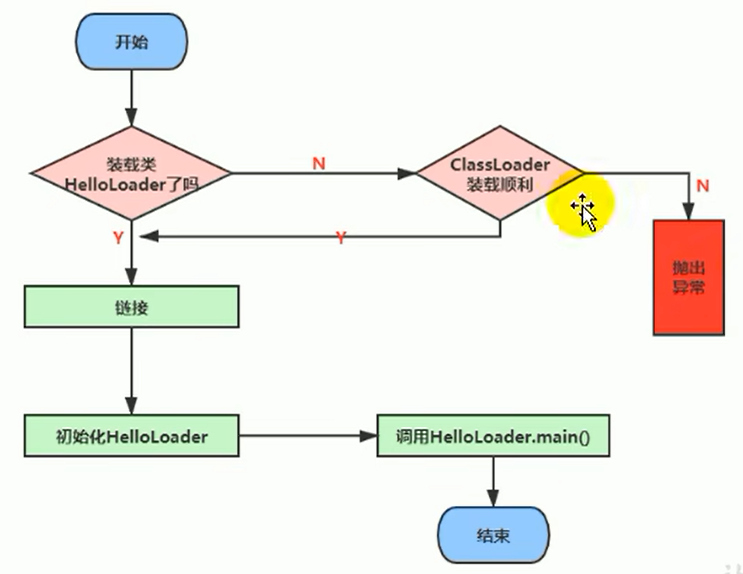 开始
装载类
HelloLoader了吗
N
ClassLoader
装载顺利
N
Y
Y
抛出
异常
链接
初始化HelloLoader
调用HelloLoader.main()
结束